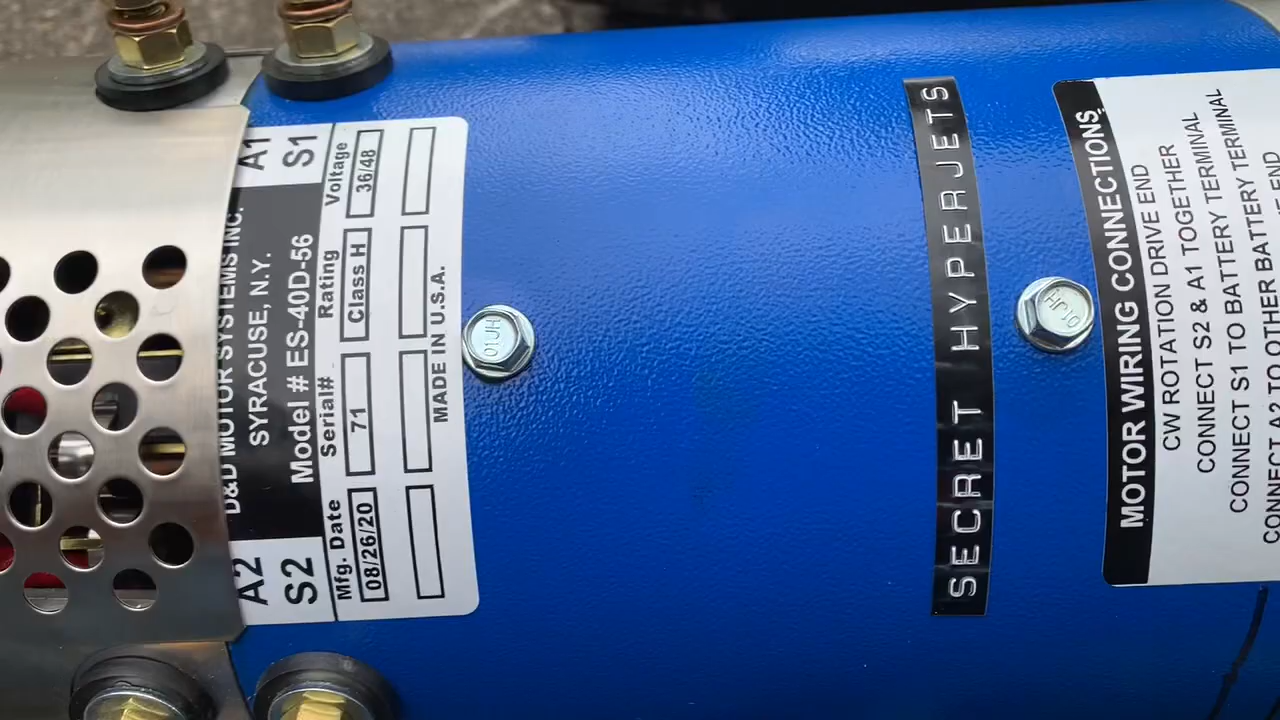 A1
S1
D&D MOTOR SYSTEMS INC.
SYRACUSE, N.Y.
Model # ES-40D-56
A2
S2
Mfg. Date Serial# Rating Voltage
08/26/20 71 Class H 36/48
MADE IN U.S.A.
01JH
SECRET HYPERJETS
HJ10
MOTOR WIRING CONNECTIONS
CW ROTATION DRIVE END
CONNECT S2 & A1 TOGETHER
CONNECT S1 TO BATTERY TERMINAL
CONNECT A2 TO OTHER BATTERY TERMINAL